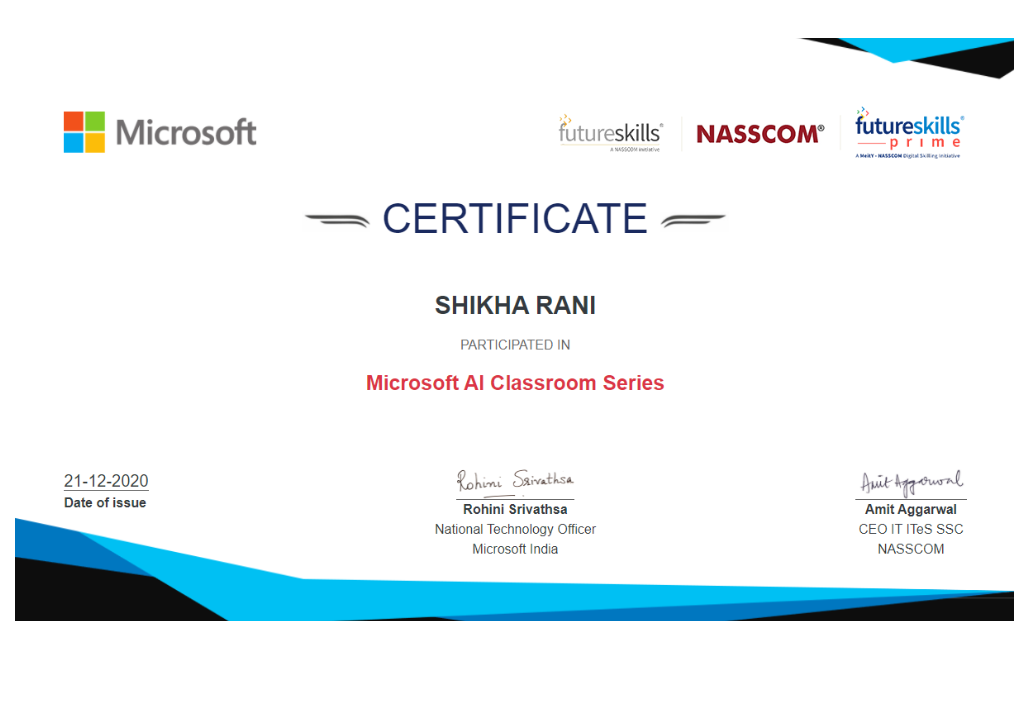 Microsoft
futureskills®
A NASSCOM Initiative
NASSCOM®
futureskills®
prime
A MeitY - NASSCOM Digital Skilling Initiative
CERTIFICATE
SHIKHA RANI
PARTICIPATED IN
Microsoft AI Classroom Series
21-12-2020
Date of issue
Rohini Srivathsa
Rohini Srivathsa
National Technology Officer
Microsoft India
Amit Aggarwal
Amit Aggarwal
CEO IT ITeS SSC
NASSCOM